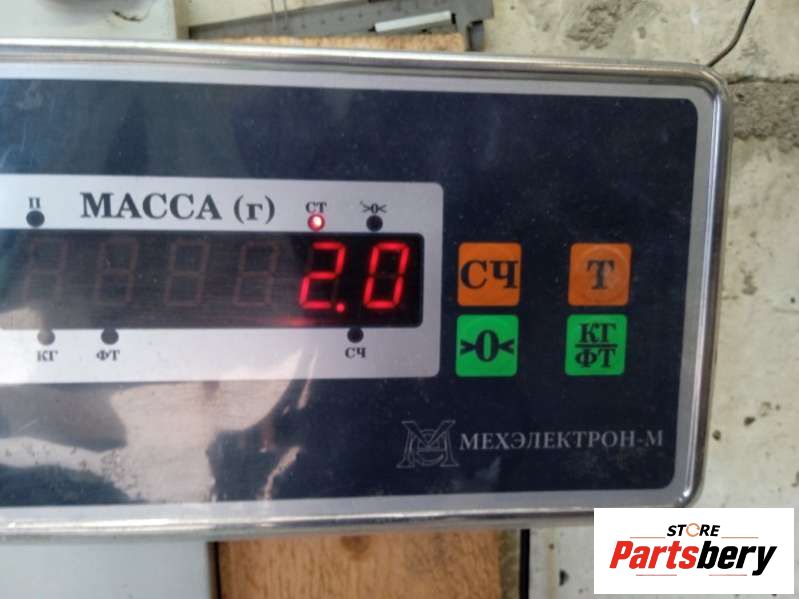 П МАССА (г) СТ >0<
2.0
КГ ФТ СЧ
СЧ Т
>0< КГ/ФТ
МЕХЭЛЕКТРОН-М
STORE
Partsbery